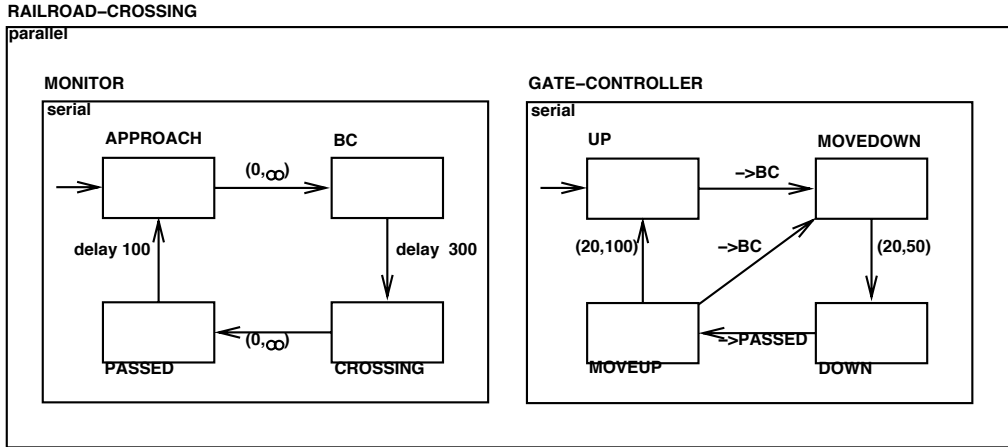 RAILROAD–CROSSING
parallel
MONITOR
GATE–CONTROLLER
serial
serial
APPROACH
BC
UP
MOVEDOWN
(0,∞)
–>BC
delay 100
delay 300
(20,100)
–>BC
(20,50)
(0,∞)
–>PASSED
PASSED
CROSSING
MOVEUP
DOWN